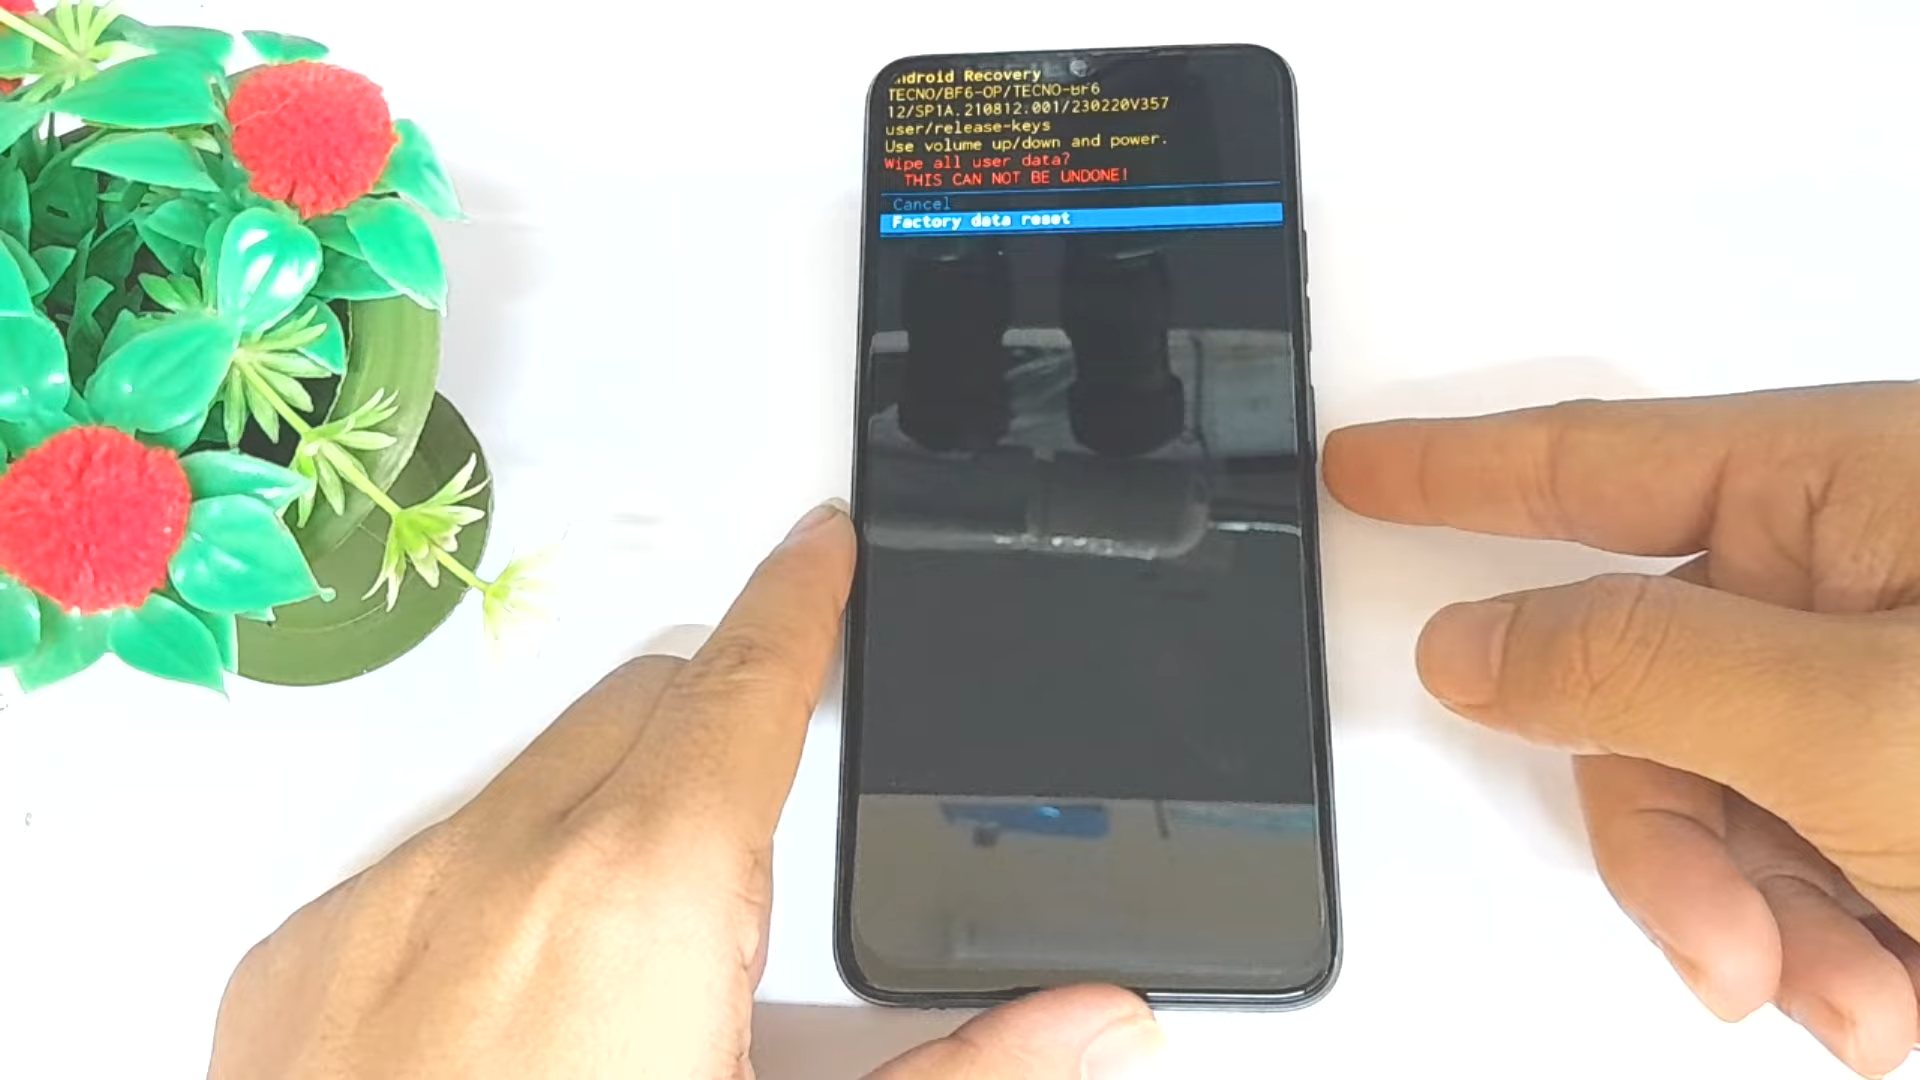 Android Recovery
TECNO/BF6-OP/TECNO-BF6
12/SP1A.210812.001/230220V357
user/release-keys
Use volume up/down and power.
Wipe all user data?
THIS CAN NOT BE UNDONE!
Cancel
Factory data reset